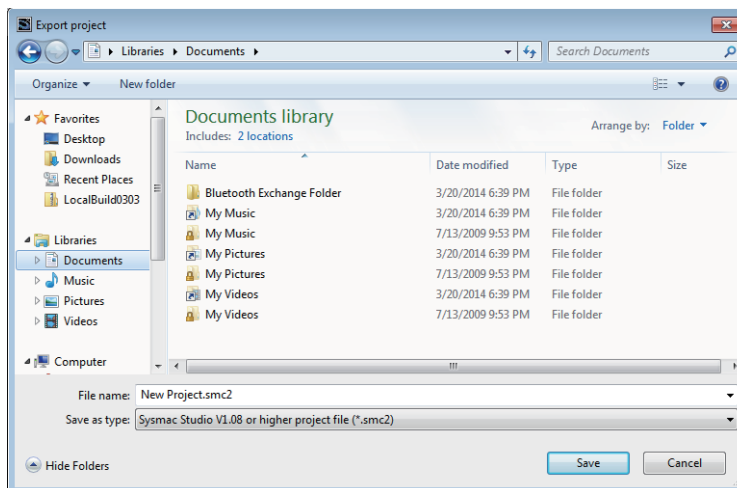 Export project
Libraries Documents Search Documents
Organize New folder
Favorites
Desktop
Downloads
Recent Places
LocalBuild0303
Libraries
Documents
Music
Pictures
Videos
Computer
Documents library
Includes: 2 locations
Arrange by: Folder
Name Date modified Type Size
Bluetooth Exchange Folder 3/20/2014 6:39 PM File folder
My Music 3/20/2014 6:39 PM File folder
My Music 7/13/2009 9:53 PM File folder
My Pictures 3/20/2014 6:39 PM File folder
My Pictures 7/13/2009 9:53 PM File folder
My Videos 3/20/2014 6:39 PM File folder
My Videos 7/13/2009 9:53 PM File folder
File name: New Project.smc2
Save as type: Sysmac Studio V1.08 or higher project file (*.smc2)
Hide Folders Save Cancel